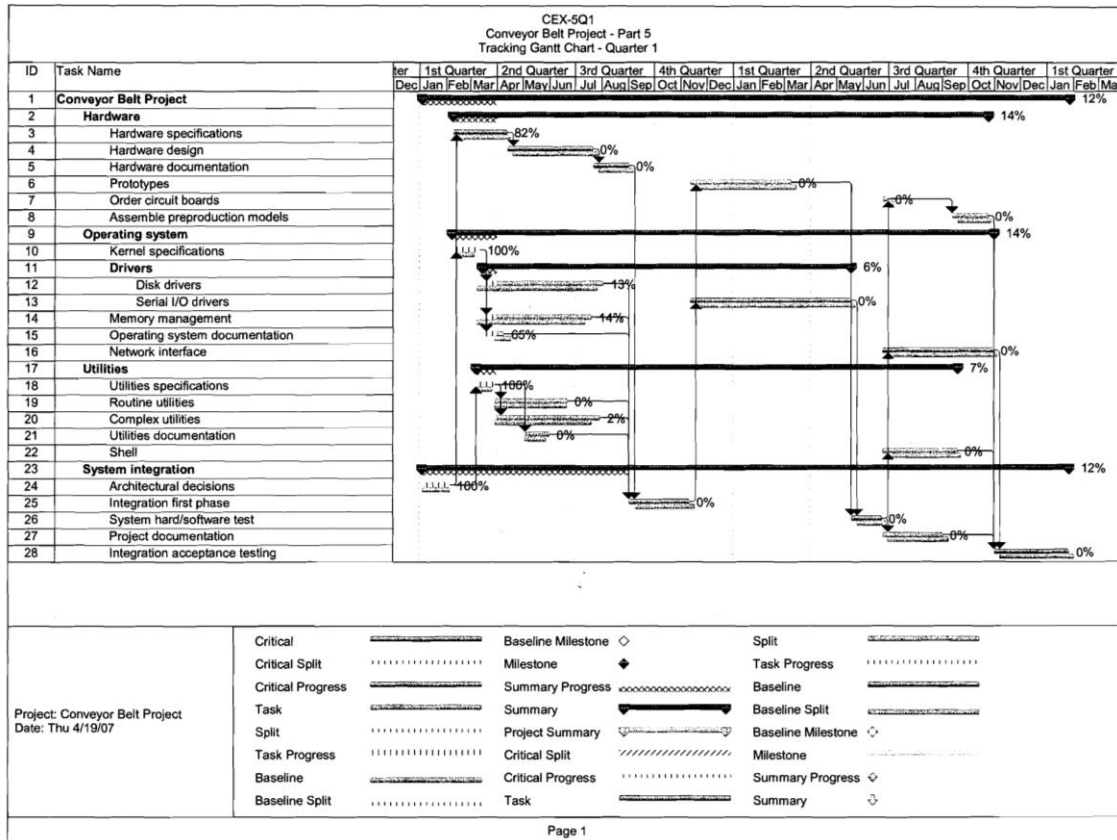 CEX-5Q1
Conveyor Belt Project - Part 5
Tracking Gantt Chart - Quarter 1
ID Task Name ter 1st Quarter 2nd Quarter 3rd Quarter 4th Quarter 1st Quarter 2nd Quarter 3rd Quarter 4th Quarter 1st Quarter
Dec Jan Feb Mar Apr May Jun Jul Aug Sep Oct Nov Dec Jan Feb Mar Apr May Jun Jul Aug Sep Oct Nov Dec Jan Feb Ma
1 Conveyor Belt Project 12%
2 Hardware 14%
3 Hardware specifications 82%
4 Hardware design 0%
5 Hardware documentation 0%
6 Prototypes 0%
7 Order circuit boards 0%
8 Assemble preproduction models 0%
9 Operating system 14%
10 Kernel specifications 100%
11 Drivers 6%
12 Disk drivers 13%
13 Serial I/O drivers 0%
14 Memory management 14%
15 Operating system documentation 65%
16 Network interface 0%
17 Utilities 7%
18 Utilities specifications 100%
19 Routine utilities 0%
20 Complex utilities 2%
21 Utilities documentation 0%
22 Shell 0%
23 System integration 12%
24 Architectural decisions 100%
25 Integration first phase 0%
26 System hard/software test 0%
27 Project documentation 0%
28 Integration acceptance testing 0%
Project: Conveyor Belt Project
Date: Thu 4/19/07
Critical Baseline Milestone Split
Critical Split Milestone Task Progress
Critical Progress Summary Progress Baseline
Task Summary Baseline Split
Split Project Summary Baseline Milestone
Task Progress Critical Split Milestone
Baseline Critical Progress Summary Progress
Baseline Split Task Summary
Page 1